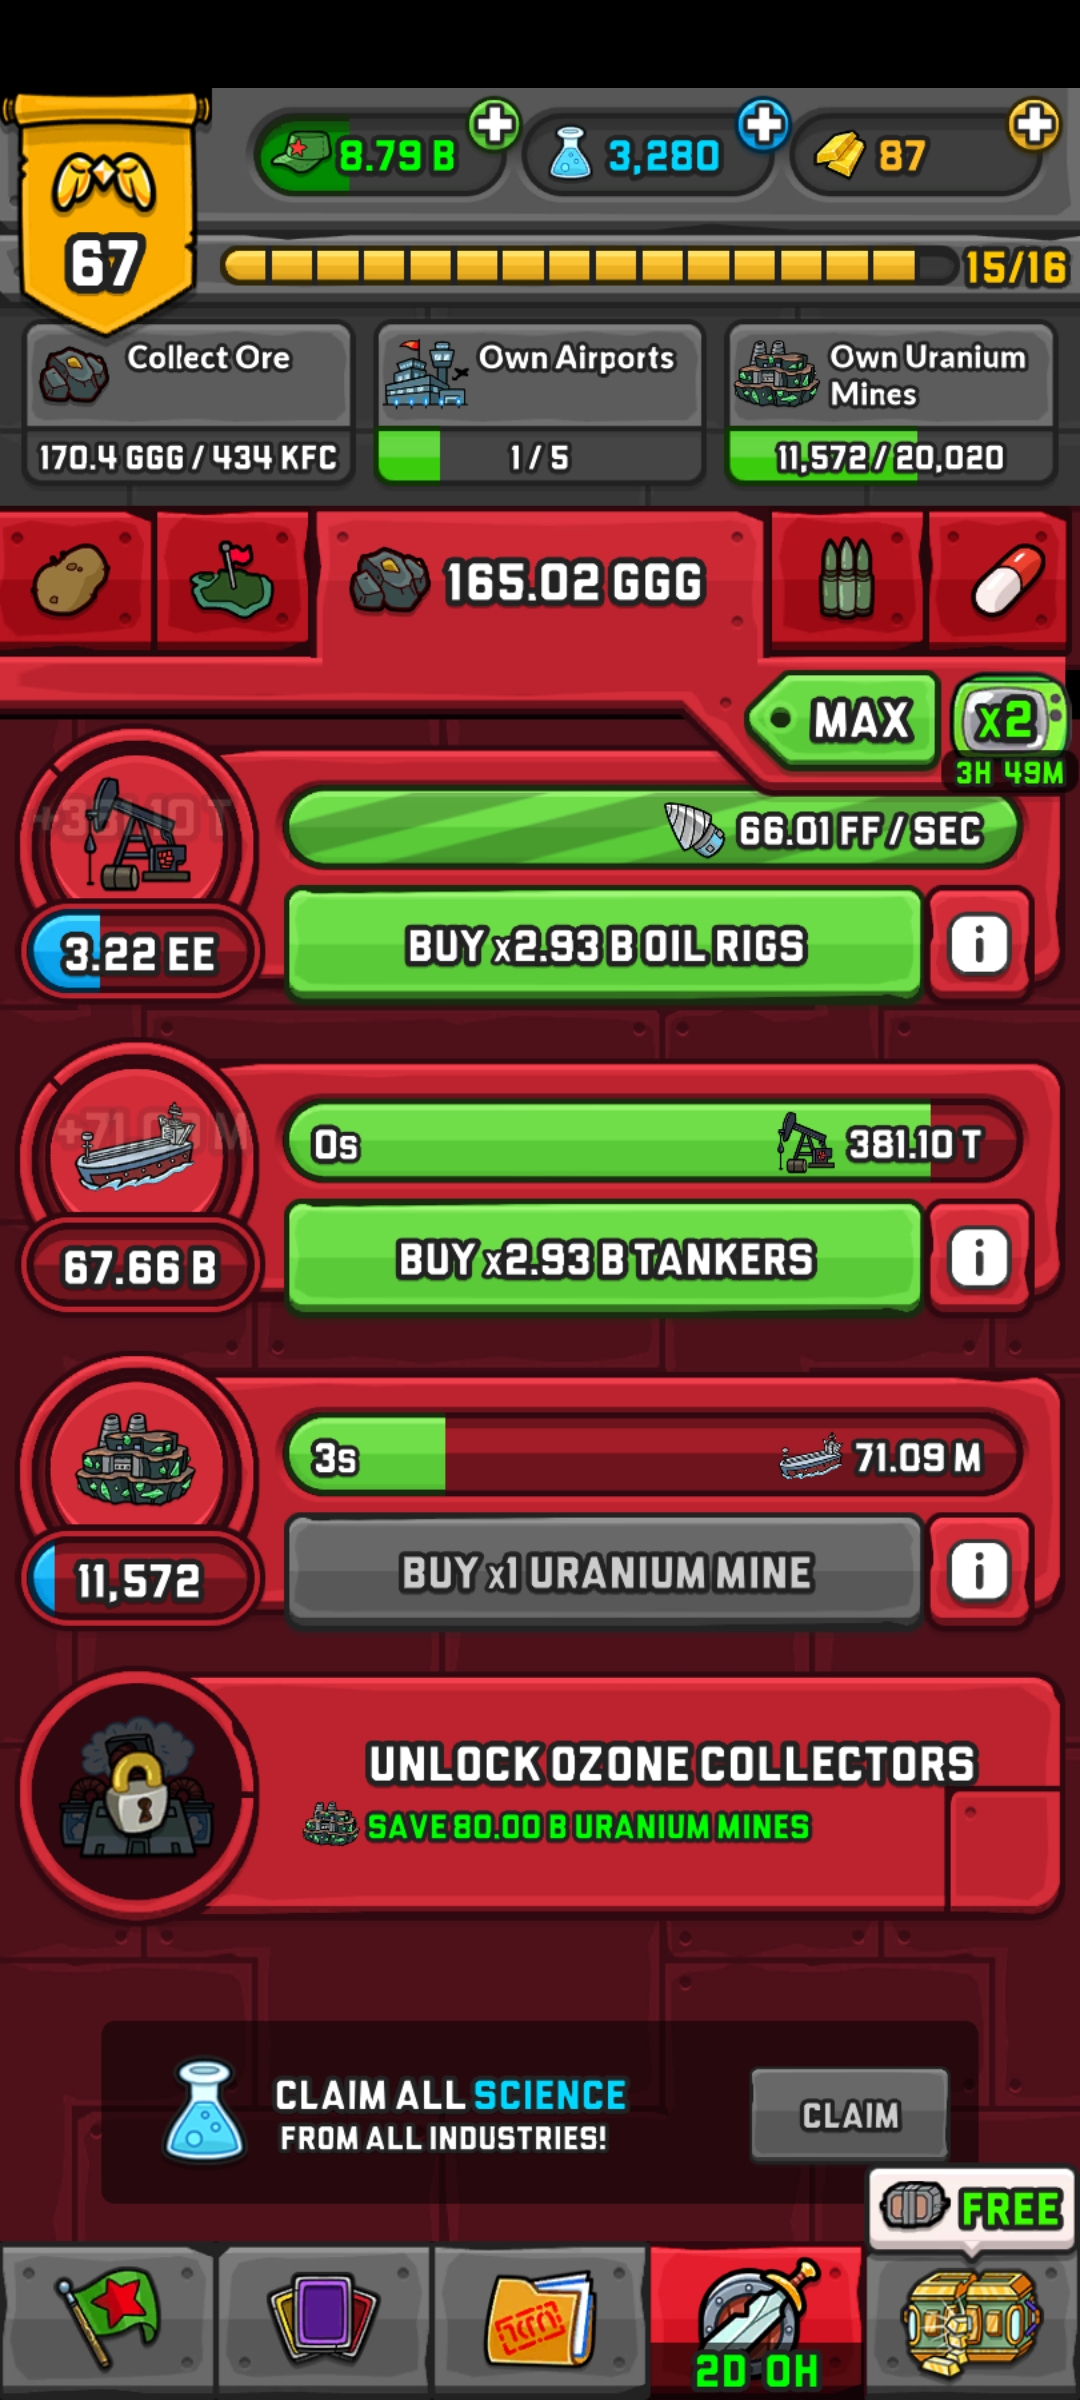 8.79 B
3,280
87
67
15/16
Collect Ore
Own Airports
Own Uranium
Mines
170.4 GGG / 434 KFC
1 / 5
11,572 / 20,020
165.02 GGG
MAX
x2
3H 49M
66.01 FF / SEC
3.22 EE
BUY x2.93 B OIL RIGS
i
0s
381.10 T
67.66 B
BUY x2.93 B TANKERS
i
3s
71.09 M
11,572
BUY x1 URANIUM MINE
i
UNLOCK OZONE COLLECTORS
SAVE 80.00 B URANIUM MINES
CLAIM ALL SCIENCE
FROM ALL INDUSTRIES!
CLAIM
FREE
2D 0H